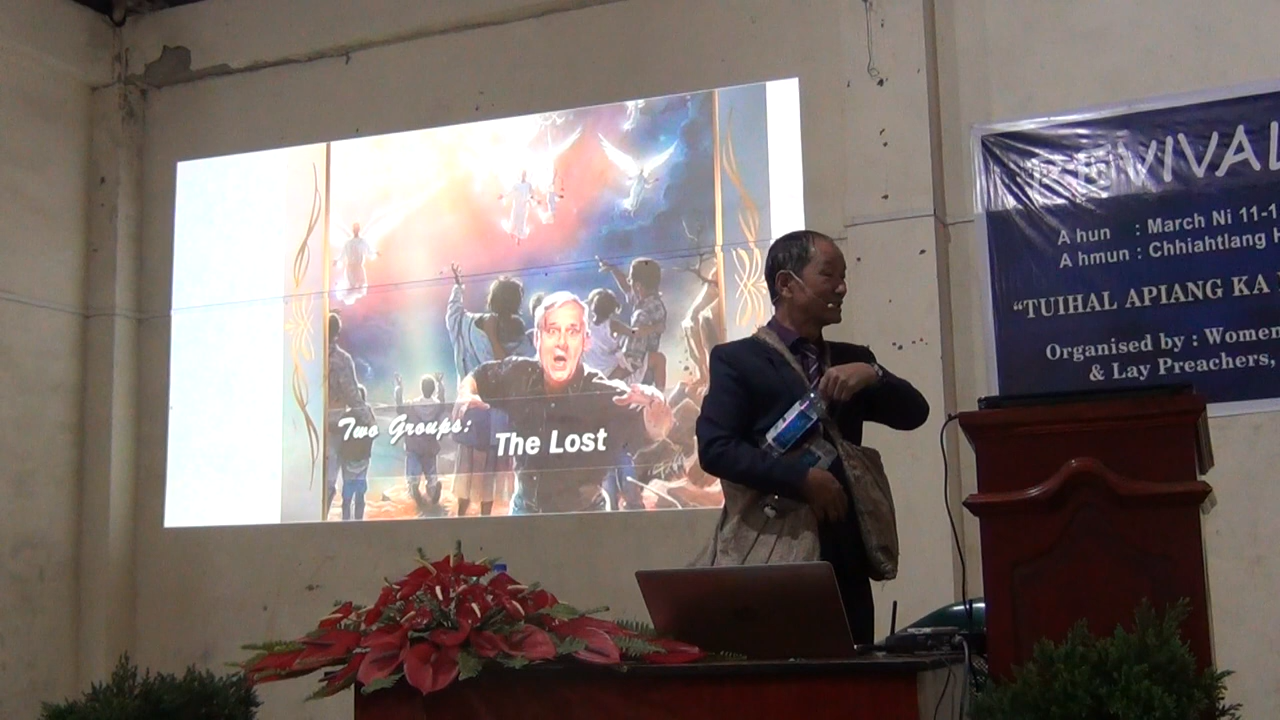 Two Groups:
The Lost
REVIVAL
A hun : March Ni 11-1
A hmun : Chhiahtlang H
“TUIHAL APIANG KA
Organised by : Women
& Lay Preachers,